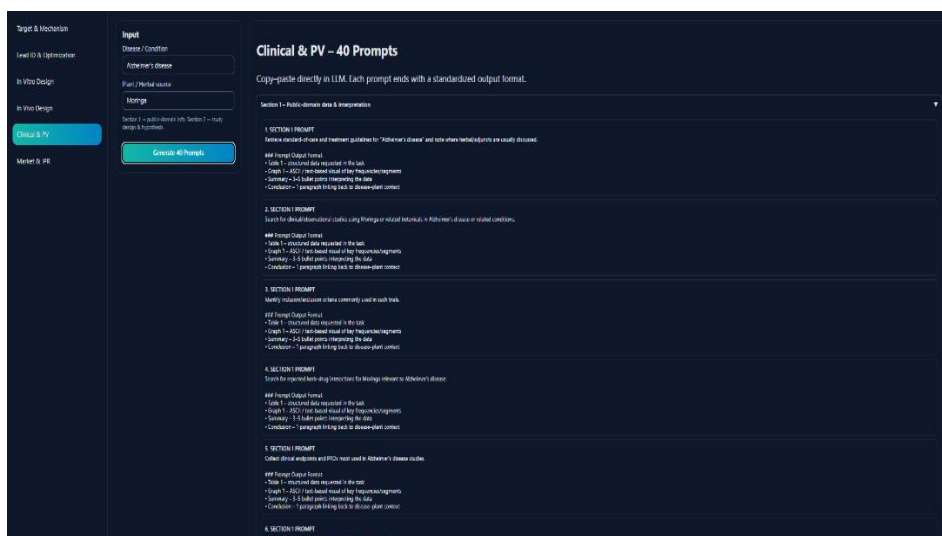 Target & Mechanism
Lead ID & Optimization
In Vitro Design
In Vivo Design
Clinical & PV
Market & IPR
Input
Disease / Condition
Alzheimer's disease
Plant / Herbal source
Moringa
Section 1 – public-domain info. Section 2 – study
design & hypothesis.
Generate 40 Prompts
Clinical & PV – 40 Prompts
Copy–paste directly in LLM. Each prompt ends with a standardized output format.
Section 1 – Public-domain data & interpretation
1. SECTION 1 PROMPT
Retrieve standard-of-care and treatment guidelines for "Alzheimer's disease" and note where herbal/adjuncts are usually discussed.
### Prompt Output Format
• Table 1 – structured data requested in the task
• Graph 1 – ASCII / text-based visual of key frequencies/segments
• Summary – 3–5 bullet points interpreting the data
• Conclusion – 1 paragraph linking back to disease–plant context
2. SECTION 1 PROMPT
Search for clinical/observational studies using Moringa or related botanicals in Alzheimer's disease or related conditions.
### Prompt Output Format
• Table 1 – structured data requested in the task
• Graph 1 – ASCII / text-based visual of key frequencies/segments
• Summary – 3–5 bullet points interpreting the data
• Conclusion – 1 paragraph linking back to disease–plant context
3. SECTION 1 PROMPT
Identify inclusion/exclusion criteria commonly used in such trials.
### Prompt Output Format
• Table 1 – structured data requested in the task
• Graph 1 – ASCII / text-based visual of key frequencies/segments
• Summary – 3–5 bullet points interpreting the data
• Conclusion – 1 paragraph linking back to disease–plant context
4. SECTION 1 PROMPT
Search for reported herb–drug interactions for Moringa relevant to Alzheimer's disease.
### Prompt Output Format
• Table 1 – structured data requested in the task
• Graph 1 – ASCII / text-based visual of key frequencies/segments
• Summary – 3–5 bullet points interpreting the data
• Conclusion – 1 paragraph linking back to disease–plant context
5. SECTION 1 PROMPT
Collect clinical endpoints and PROs most used in Alzheimer's disease studies.
### Prompt Output Format
• Table 1 – structured data requested in the task
• Graph 1 – ASCII / text-based visual of key frequencies/segments
• Summary – 3–5 bullet points interpreting the data
• Conclusion – 1 paragraph linking back to disease–plant context
6. SECTION 1 PROMPT